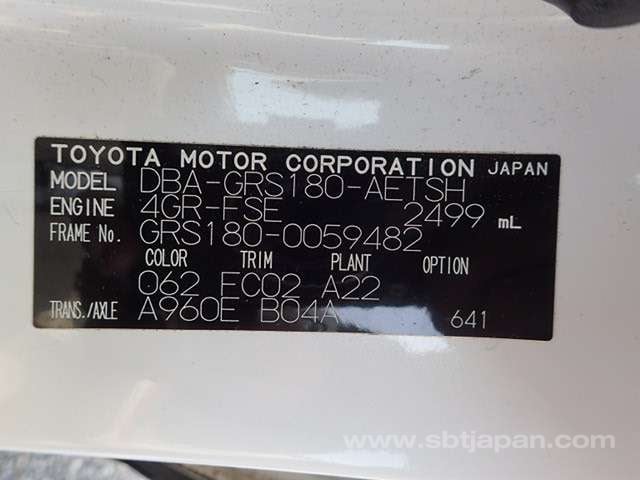 TOYOTA MOTOR CORPORATION JAPAN
MODEL DBA-GRS180-AETSH
ENGINE 4GR-FSE 2499 mL
FRAME No. GRS180-0059482
COLOR TRIM PLANT OPTION
062 FC02 A22
TRANS./AXLE A960E B04A 641
www.sbtjapan.com